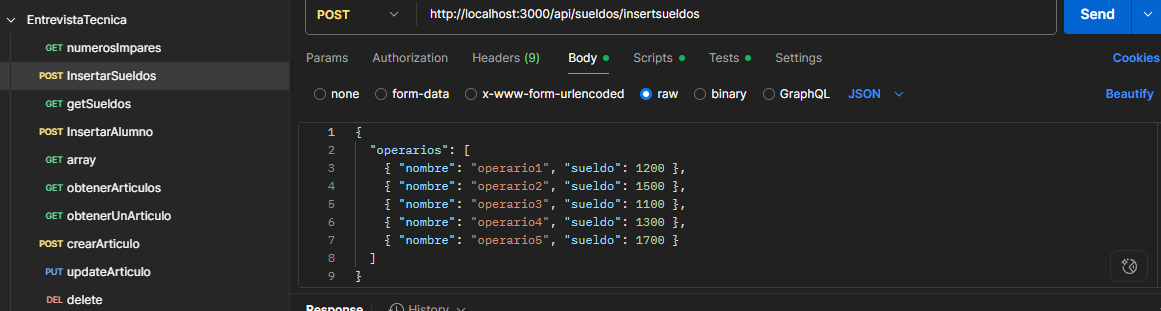 EntrevistaTecnica
GET numerosImpares
POST InsertarSueldos
GET getSueldos
POST InsertarAlumno
POST array
GET obtenerArticulos
GET obtenerUnArticulo
POST crearArticulo
PUT updateArticulo
DEL delete
POST http://localhost:3000/api/sueldos/insertsueldos Send
Params Authorization Headers (9) Body Scripts Tests Settings Cookies
none form-data x-www-form-urlencoded raw binary GraphQL JSON Beautify
1 {
2 "operarios": [
3 { "nombre": "operario1", "sueldo": 1200 },
4 { "nombre": "operario2", "sueldo": 1500 },
5 { "nombre": "operario3", "sueldo": 1100 },
6 { "nombre": "operario4", "sueldo": 1300 },
7 { "nombre": "operario5", "sueldo": 1700 }
8 ]
9 }
Response History